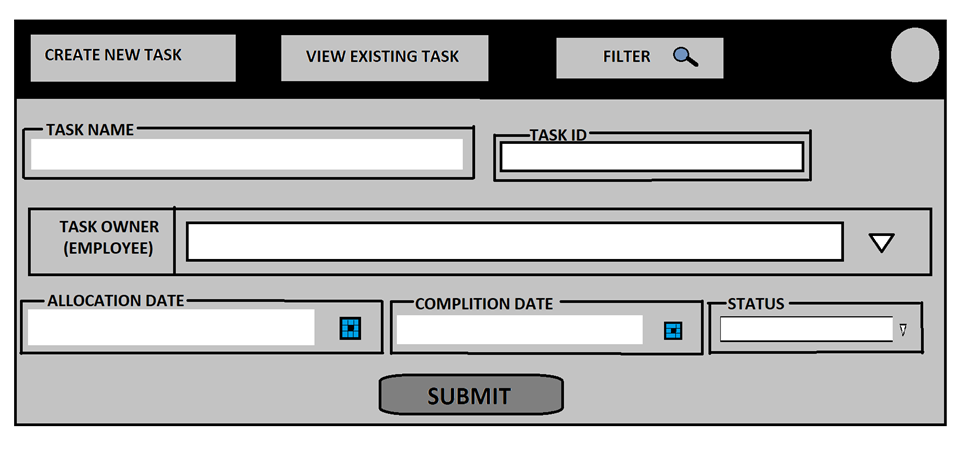 CREATE NEW TASK
VIEW EXISTING TASK
FILTER
TASK NAME
TASK ID
TASK OWNER
(EMPLOYEE)
ALLOCATION DATE
COMPLITION DATE
STATUS
SUBMIT